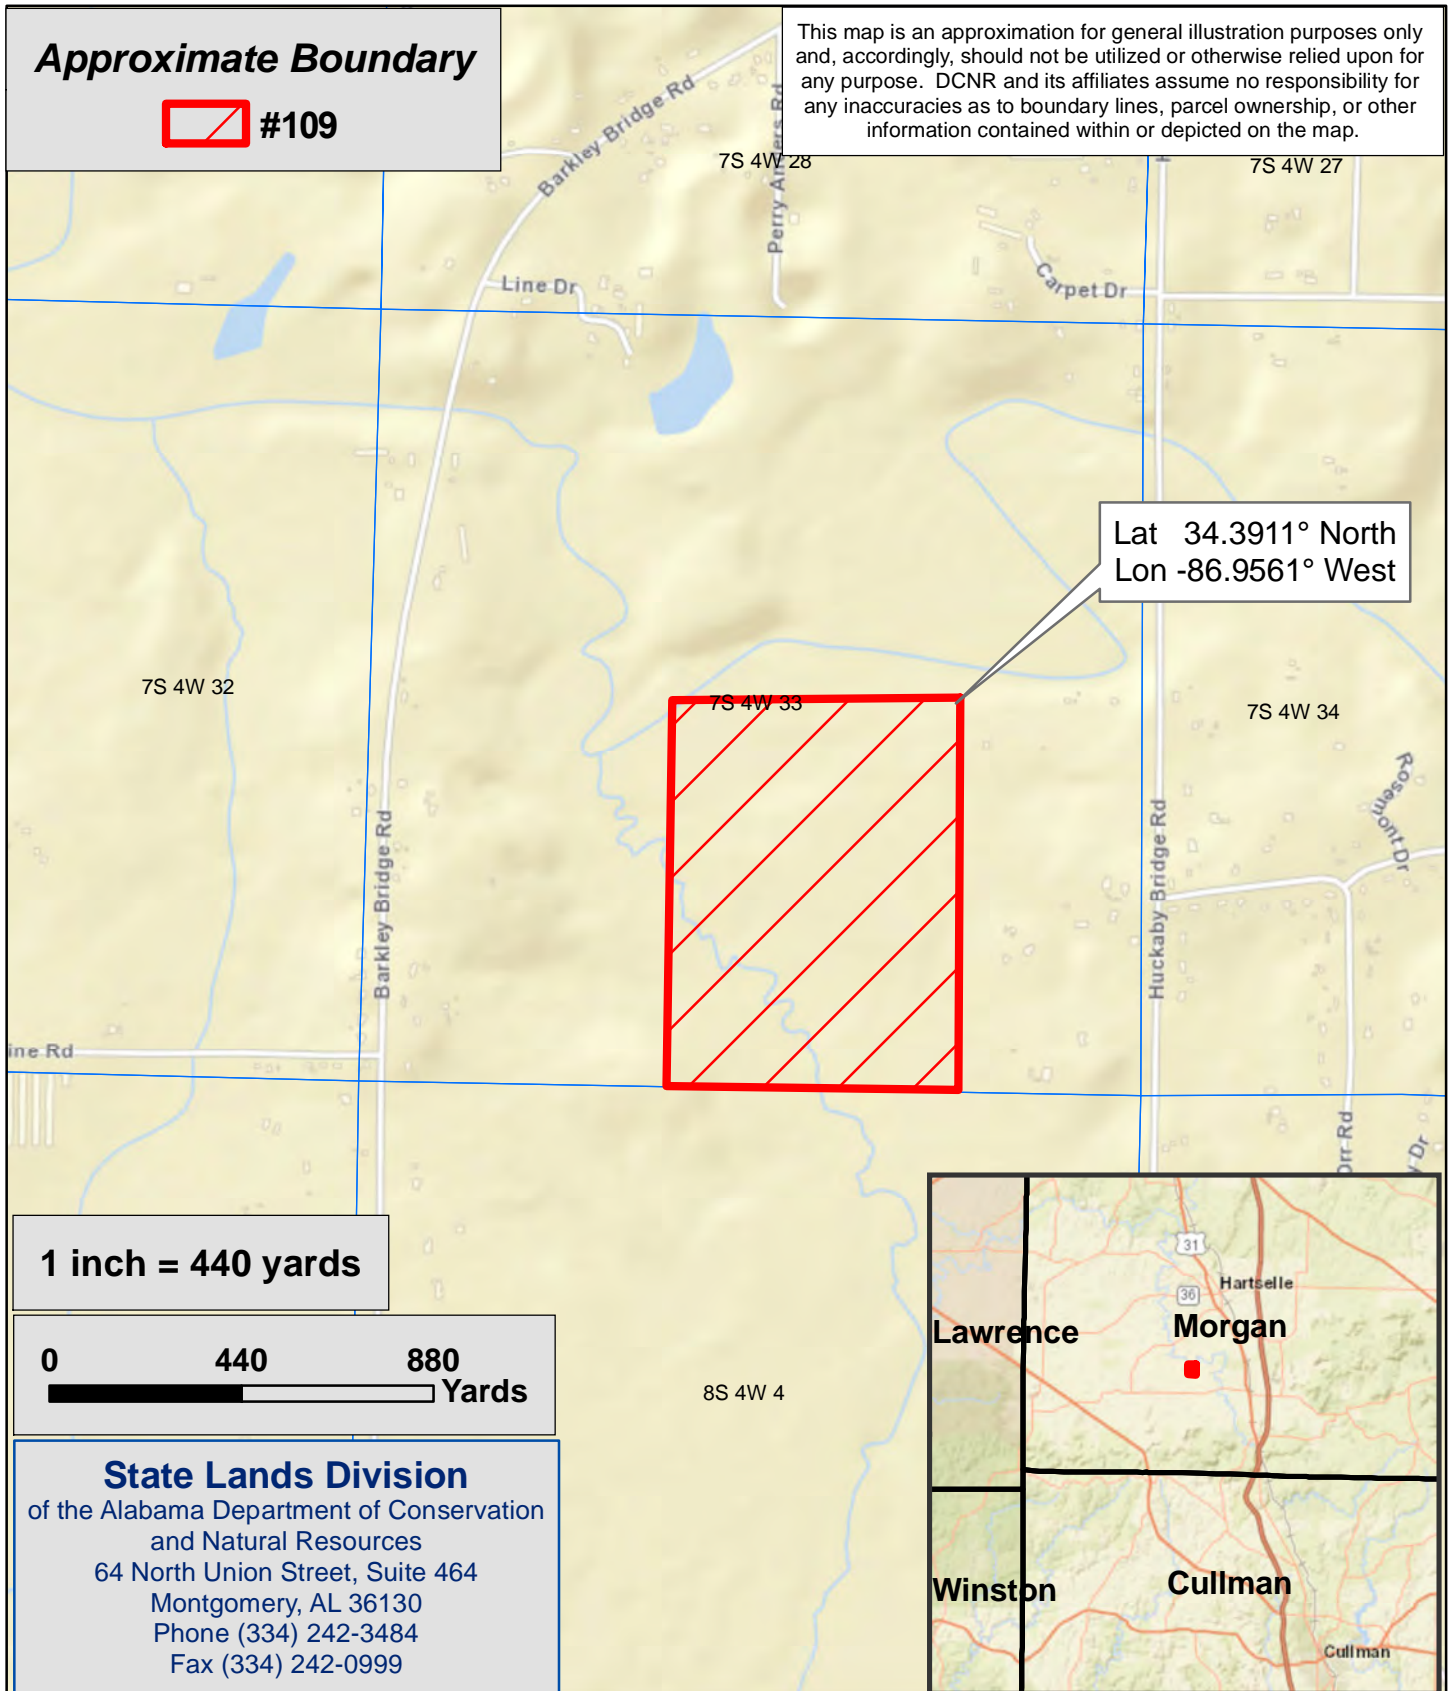 Approximate Boundary
#109
This map is an approximation for general illustration purposes only
and, accordingly, should not be utilized or otherwise relied upon for
any purpose. DCNR and its affiliates assume no responsibility for
any inaccuracies as to boundary lines, parcel ownership, or other
information contained within or depicted on the map.
Barkley Bridge Rd
7S 4W 28
7S 4W 27
Line Dr
Carpet Dr
Lat 34.3911° North
Lon -86.9561° West
7S 4W 32
7S 4W 33
7S 4W 34
Rosemont Dr
Barkley Bridge Rd
Huckaby Bridge Rd
ine Rd
Orr Rd
y Dr
1 inch = 440 yards
0 440 880
Yards
8S 4W 4
State Lands Division
of the Alabama Department of Conservation
and Natural Resources
64 North Union Street, Suite 464
Montgomery, AL 36130
Phone (334) 242-3484
Fax (334) 242-0999
31
Hartselle
36
Lawrence
Morgan
Winston
Cullman
Cullman